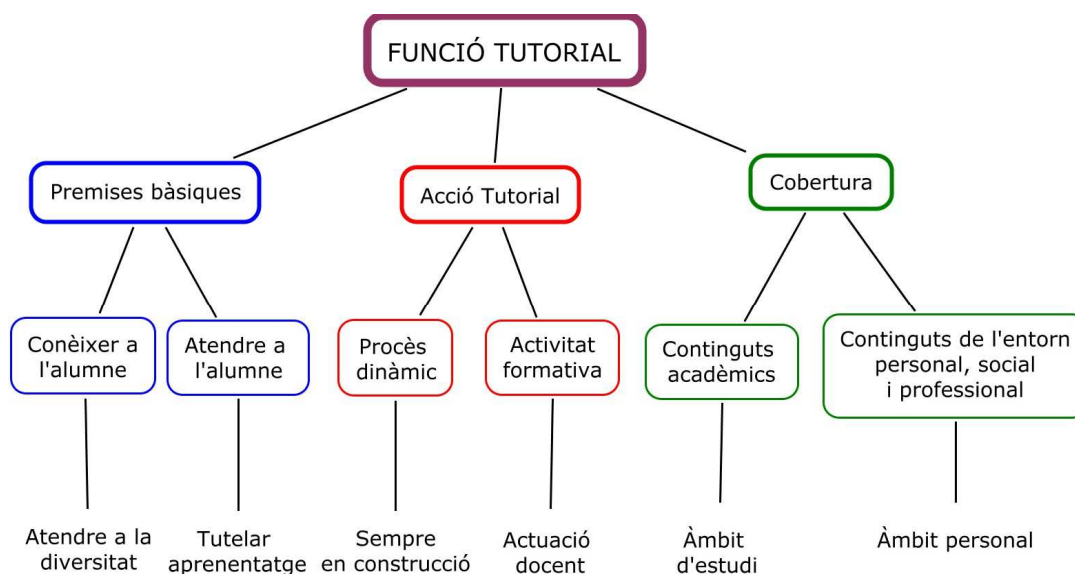 FUNCIÓ TUTORIAL
Premises bàsiques
Acció Tutorial
Cobertura
Conèixer a
l'alumne
Atendre a
l'alumne
Procès
dinàmic
Activitat
formativa
Continguts
acadèmics
Continguts de l'entorn
personal, social
i professional
Atendre a la
diversitat
Tutelar
aprenentatge
Sempre
en construcció
Actuació
docent
Àmbit
d'estudi
Àmbit personal